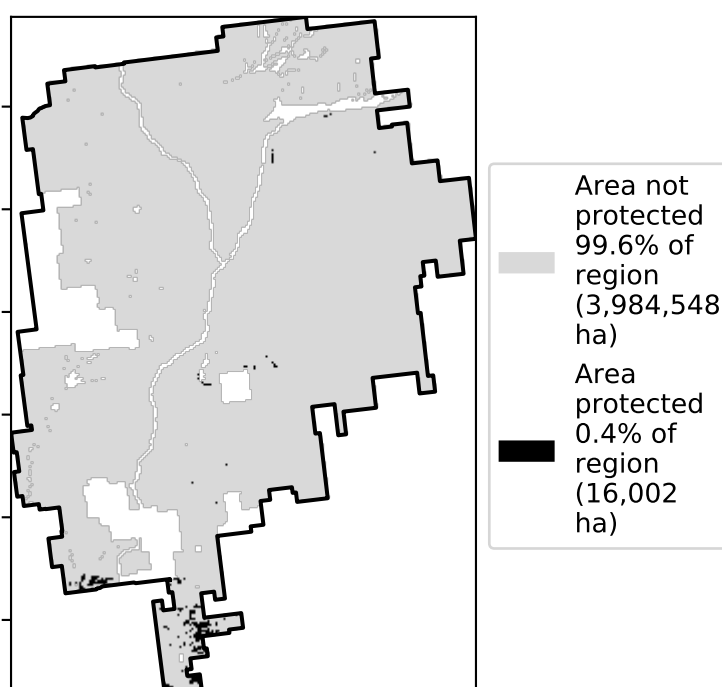 Area not
protected
99.6% of
region
(3,984,548
ha)
Area
protected
0.4% of
region
(16,002
ha)